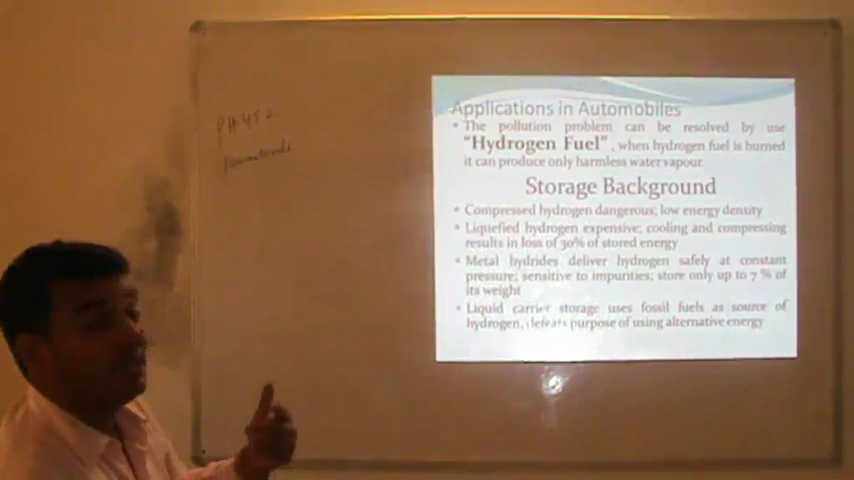 PH 452
Applications in Automobiles
• The pollution problem can be resolved by use
"Hydrogen Fuel", when hydrogen fuel is burned
it can produce only harmless water vapour
Storage Background
• Compressed hydrogen dangerous; low energy density
• Liquefied hydrogen expensive; cooling and compressing
results in loss of 30% of stored energy
• Metal hydrides deliver hydrogen safely at constant
pressure; sensitive to impurities; store only up to 7 % of
its weight
• Liquid carrier storage uses fossil fuels as source of
hydrogen, defeats purpose of using alternative energy